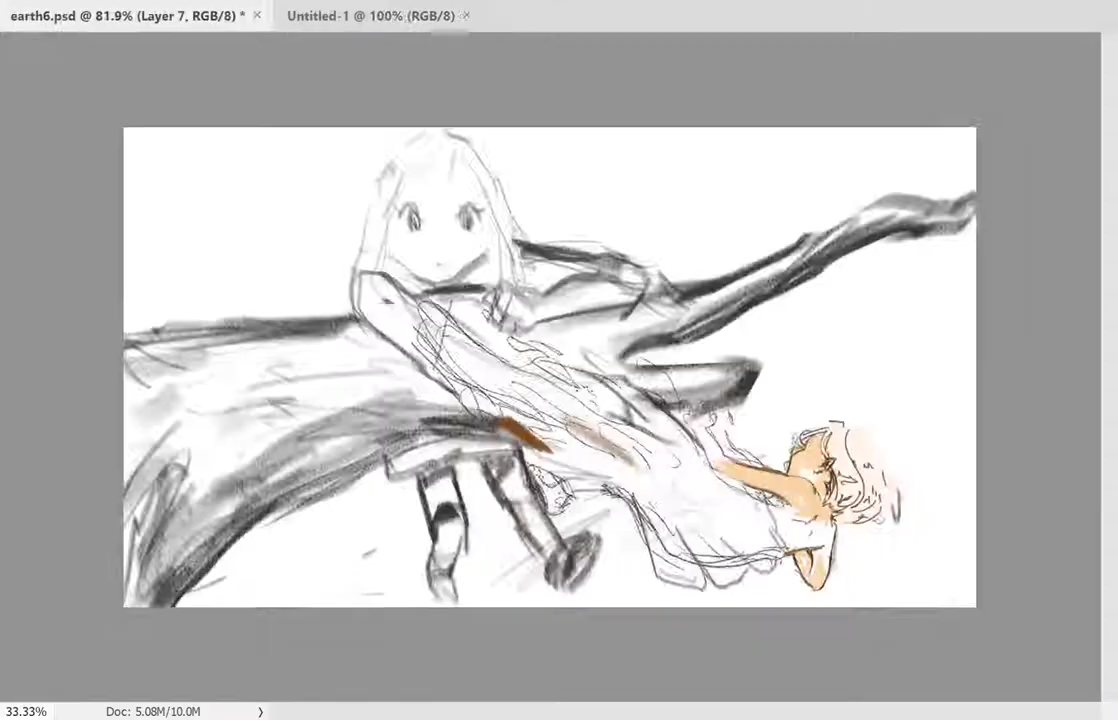 earth6.psd @ 81.9% (Layer 7, RGB/8) * ×
Untitled-1 @ 100% (RGB/8) ×
33.33%
Doc: 5.08M/10.0M